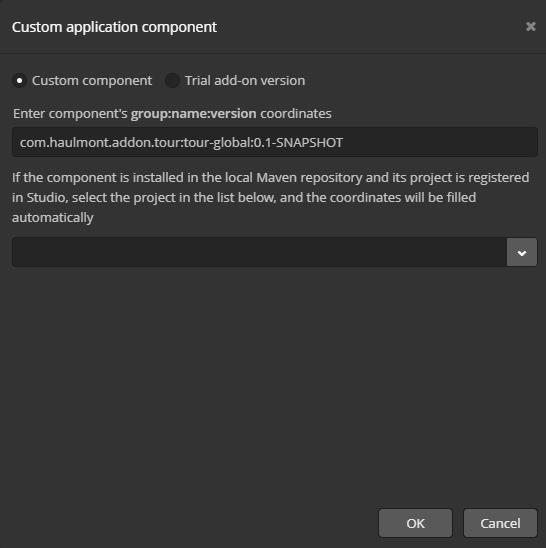 Custom application component
Custom component Trial add-on version
Enter component's group:name:version coordinates
com.haulmont.addon.tour:tour-global:0.1-SNAPSHOT
If the component is installed in the local Maven repository and its project is registered
in Studio, select the project in the list below, and the coordinates will be filled
automatically
OK Cancel